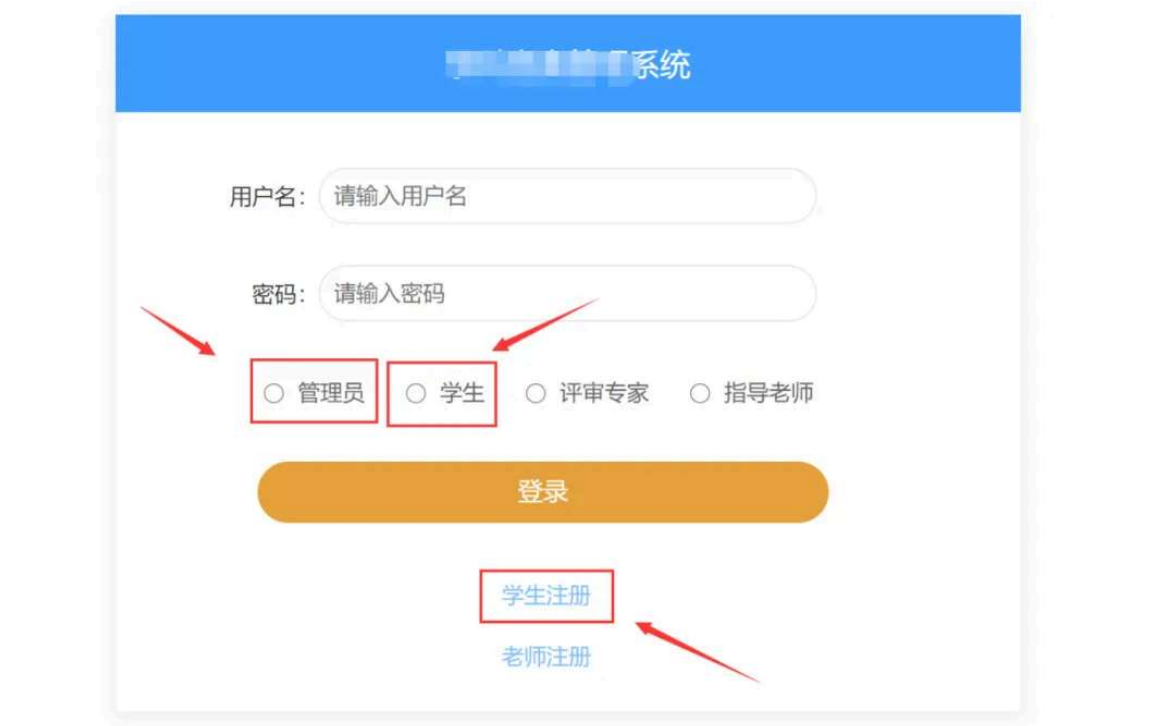 系统
用户名：请输入用户名
密码：请输入密码
管理员 学生 评审专家 指导老师
登录
学生注册
老师注册